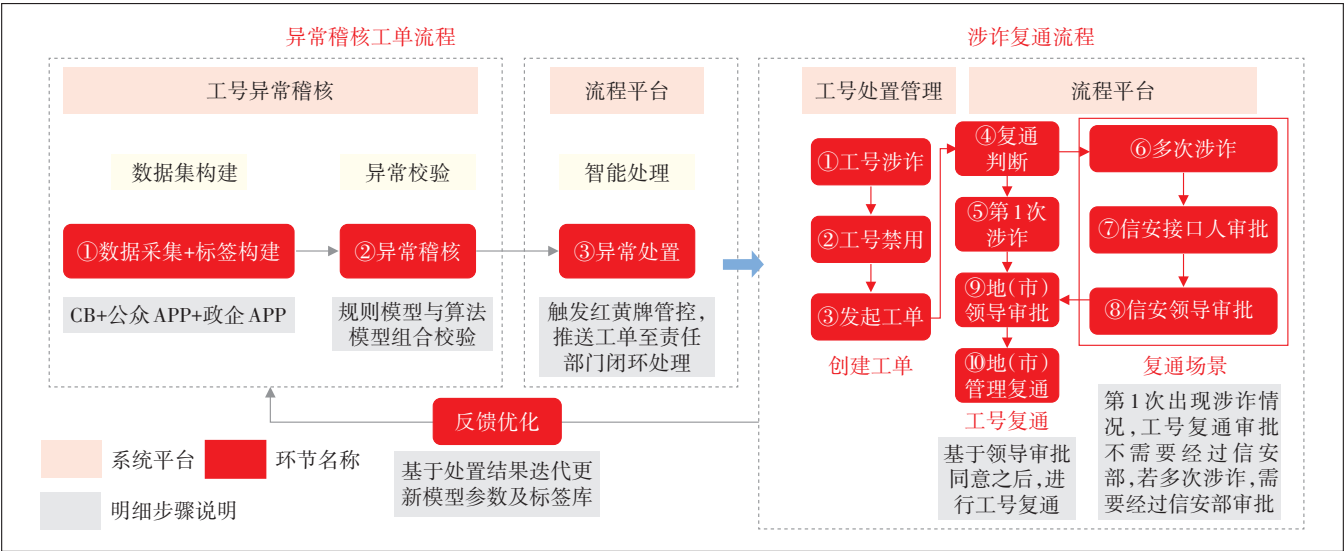 异常稽核工单流程
工号异常稽核
流程平台
数据集构建
异常校验
智能处理
①数据采集+标签构建
②异常稽核
③异常处置
CB+公众APP+政企APP
规则模型与算法
模型组合校验
触发红黄牌管控，
推送工单至责任
部门闭环处理
涉诈复通流程
工号处置管理
流程平台
①工号涉诈
②工号禁用
③发起工单
创建工单
④复通
判断
⑤第1次
涉诈
⑨地（市）
领导审批
⑩地（市）
管理复通
工号复通
基于领导审批
同意之后，进
行工号复通
⑥多次涉诈
⑦信安接口人审批
⑧信安领导审批
复通场景
第1次出现涉诈情
况，工号复通审批
不需要经过信安
部，若多次涉诈，需
要经过信安部审批
反馈优化
基于处置结果迭代更
新模型参数及标签库
系统平台
环节名称
明细步骤说明